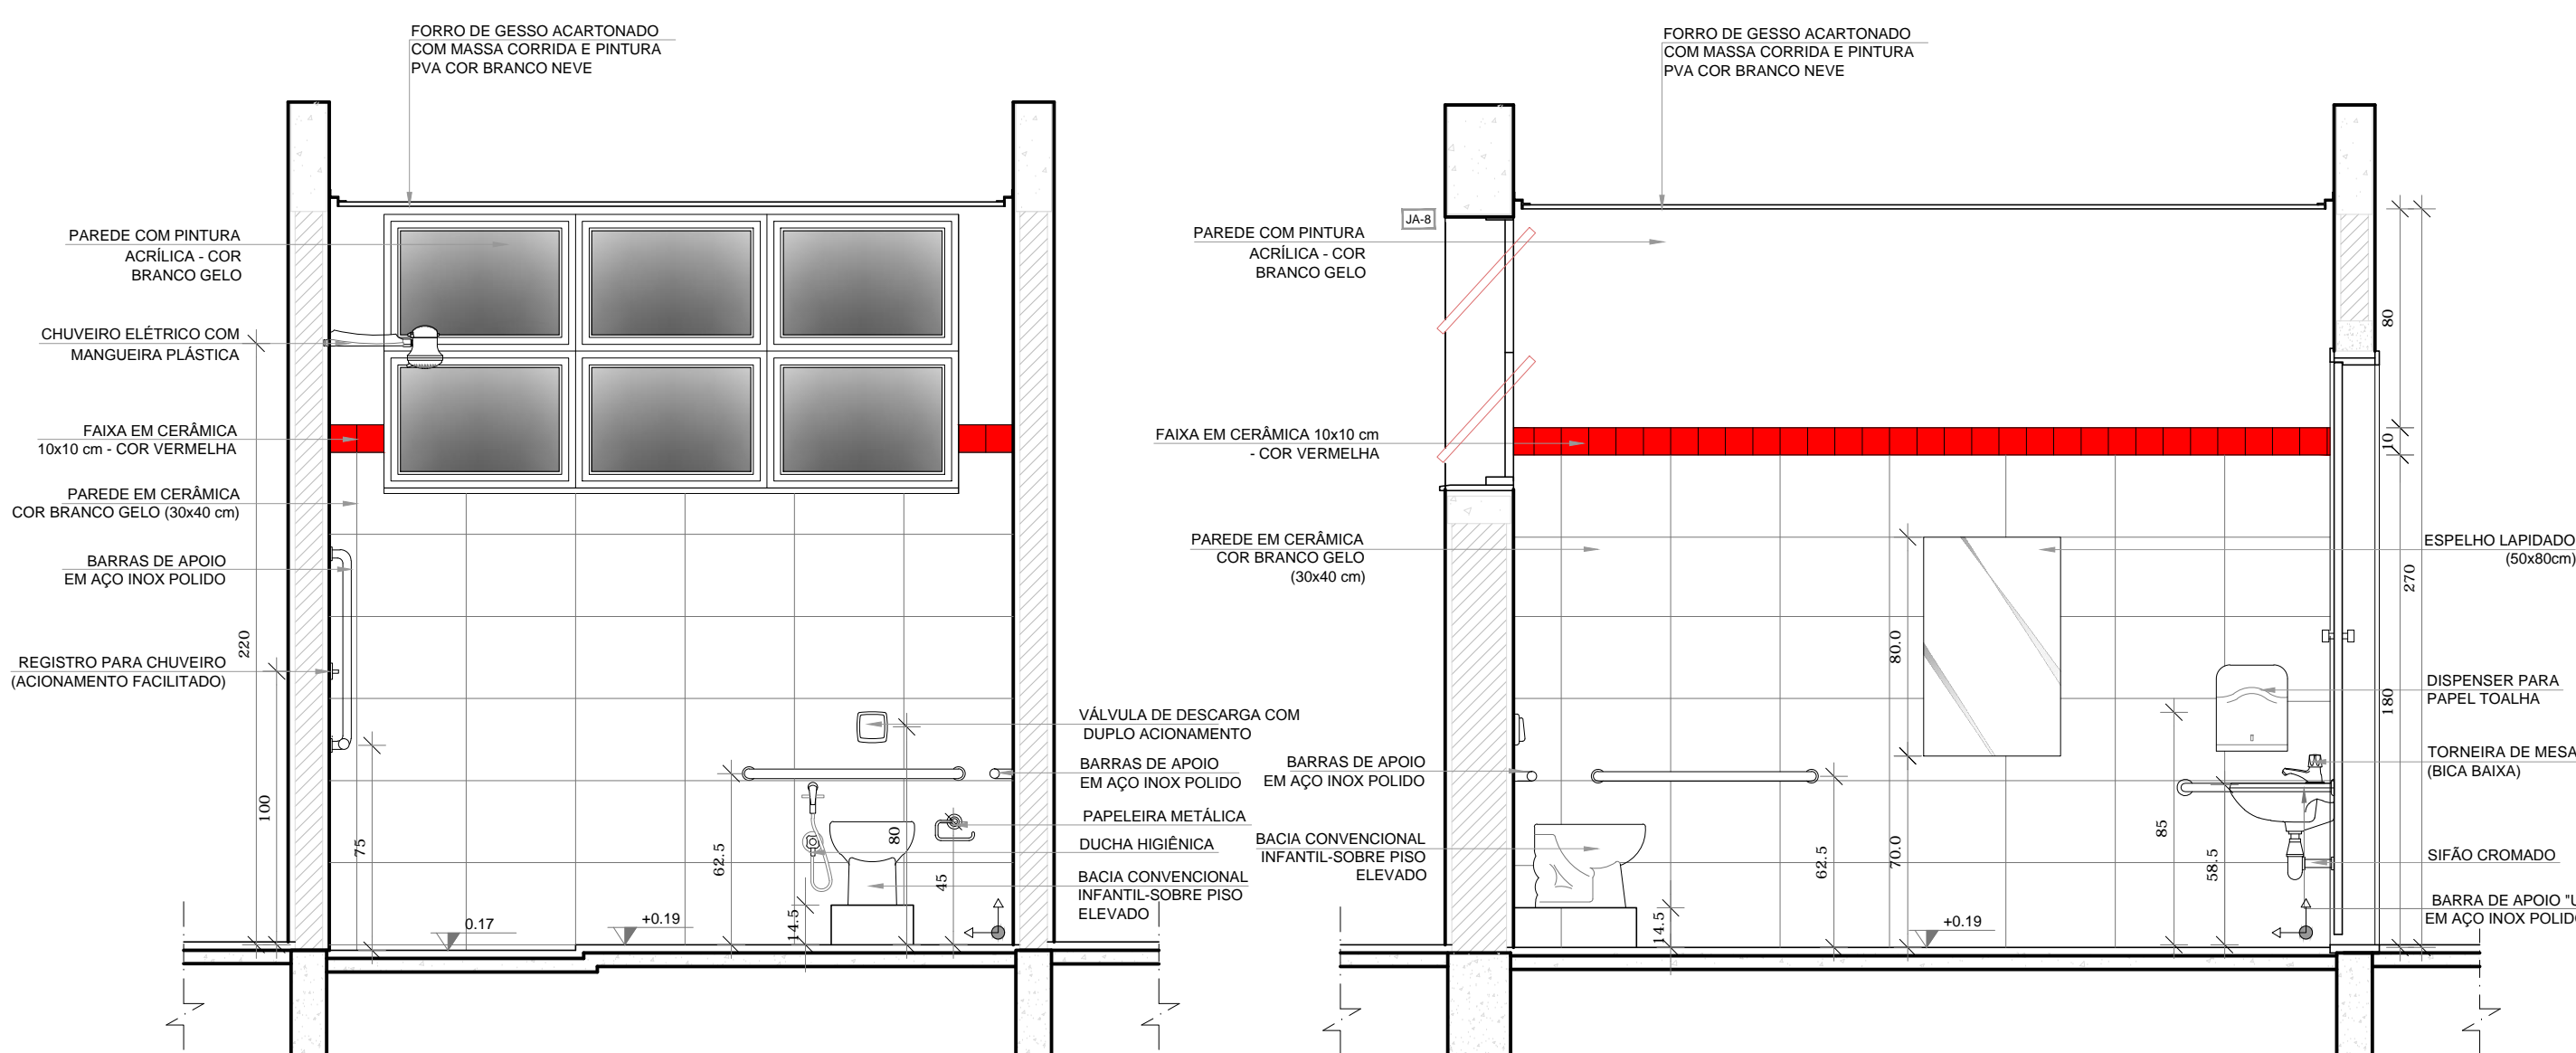 FORRO DE GESSO ACARTONADO
COM MASSA CORRIDA E PINTURA
PVA COR BRANCO NEVE
PAREDE COM PINTURA
ACRÍLICA - COR
BRANCO GELO
CHUVEIRO ELÉTRICO COM
MANGUEIRA PLÁSTICA
FAIXA EM CERÂMICA
10x10 cm - COR VERMELHA
PAREDE EM CERÂMICA
COR BRANCO GELO (30x40 cm)
BARRAS DE APOIO
EM AÇO INOX POLIDO
REGISTRO PARA CHUVEIRO
(ACIONAMENTO FACILITADO)
220
100
75
0.17
+0.19
62.5
14.5
80
45
VÁLVULA DE DESCARGA COM
DUPLO ACIONAMENTO
BARRAS DE APOIO
EM AÇO INOX POLIDO
PAPELEIRA METÁLICA
DUCHA HIGIÊNICA
BACIA CONVENCIONAL
INFANTIL-SOBRE PISO
ELEVADO
FORRO DE GESSO ACARTONADO
COM MASSA CORRIDA E PINTURA
PVA COR BRANCO NEVE
JA-8
PAREDE COM PINTURA
ACRÍLICA - COR
BRANCO GELO
FAIXA EM CERÂMICA 10x10 cm
- COR VERMELHA
PAREDE EM CERÂMICA
COR BRANCO GELO
(30x40 cm)
BARRAS DE APOIO
EM AÇO INOX POLIDO
BACIA CONVENCIONAL
INFANTIL-SOBRE PISO
ELEVADO
14.5
62.5
80.0
70.0
+0.19
85
58.5
80
10
180
270
ESPELHO LAPIDADO
(50x80cm)
DISPENSER PARA
PAPEL TOALHA
TORNEIRA DE MESA
(BICA BAIXA)
SIFÃO CROMADO
BARRA DE APOIO "U
EM AÇO INOX POLIDO